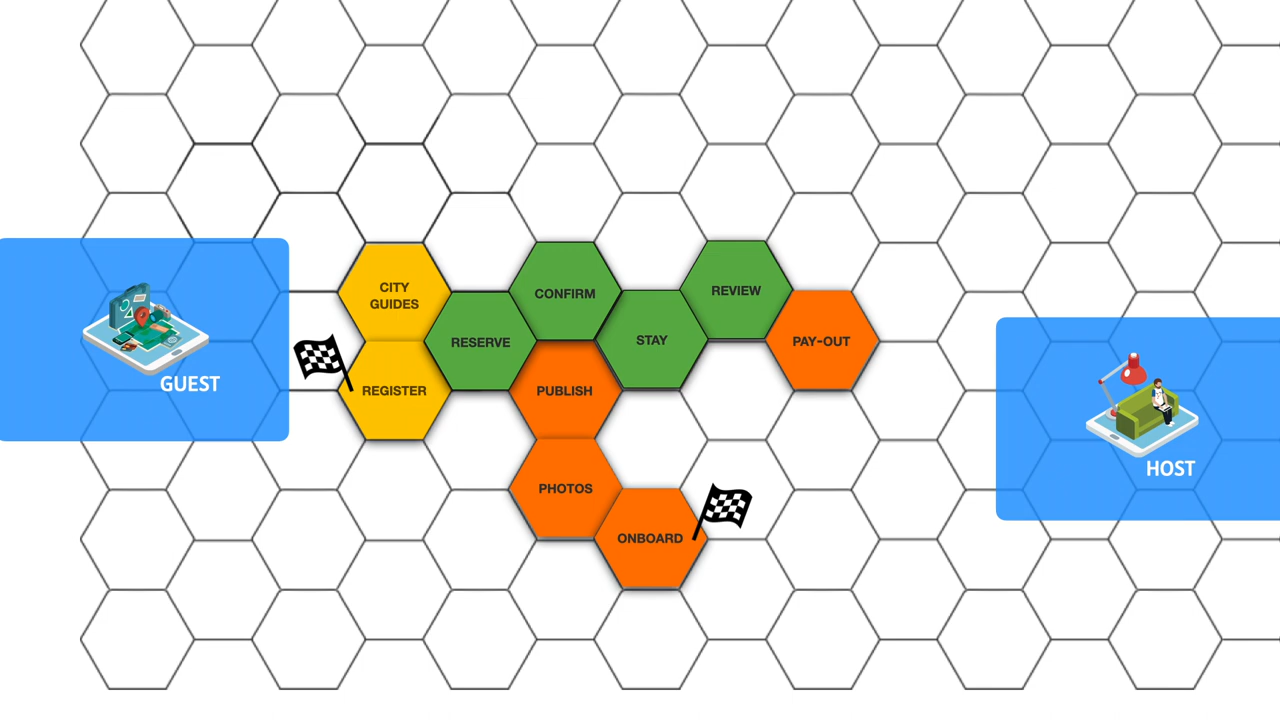 CITY
GUIDES
CONFIRM
REVIEW
RESERVE
STAY
PAY-OUT
GUEST
REGISTER
PUBLISH
HOST
PHOTOS
ONBOARD